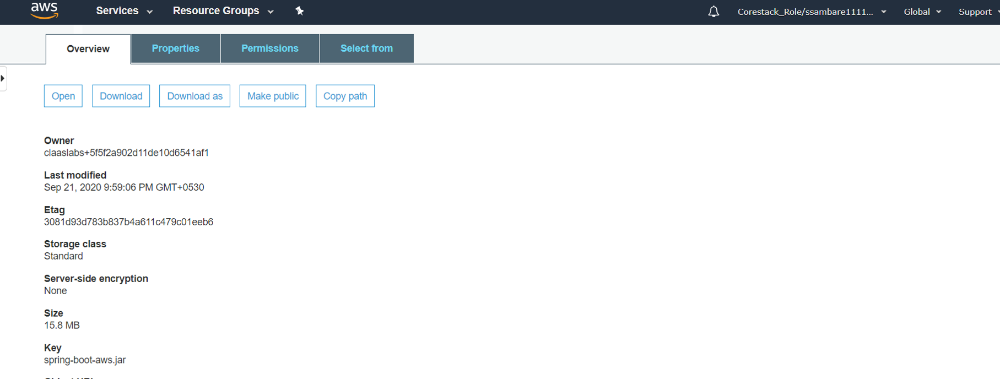 aws Services Resource Groups Corestack_Role/ssambare1111... Global Support
Overview Properties Permissions Select from
Open Download Download as Make public Copy path
Owner
claaslabs+5f5f2a902d11de10d6541af1
Last modified
Sep 21, 2020 9:59:06 PM GMT+0530
Etag
3081d93d783b837b4a611c479c01eeb6
Storage class
Standard
Server-side encryption
None
Size
15.8 MB
Key
spring-boot-aws.jar